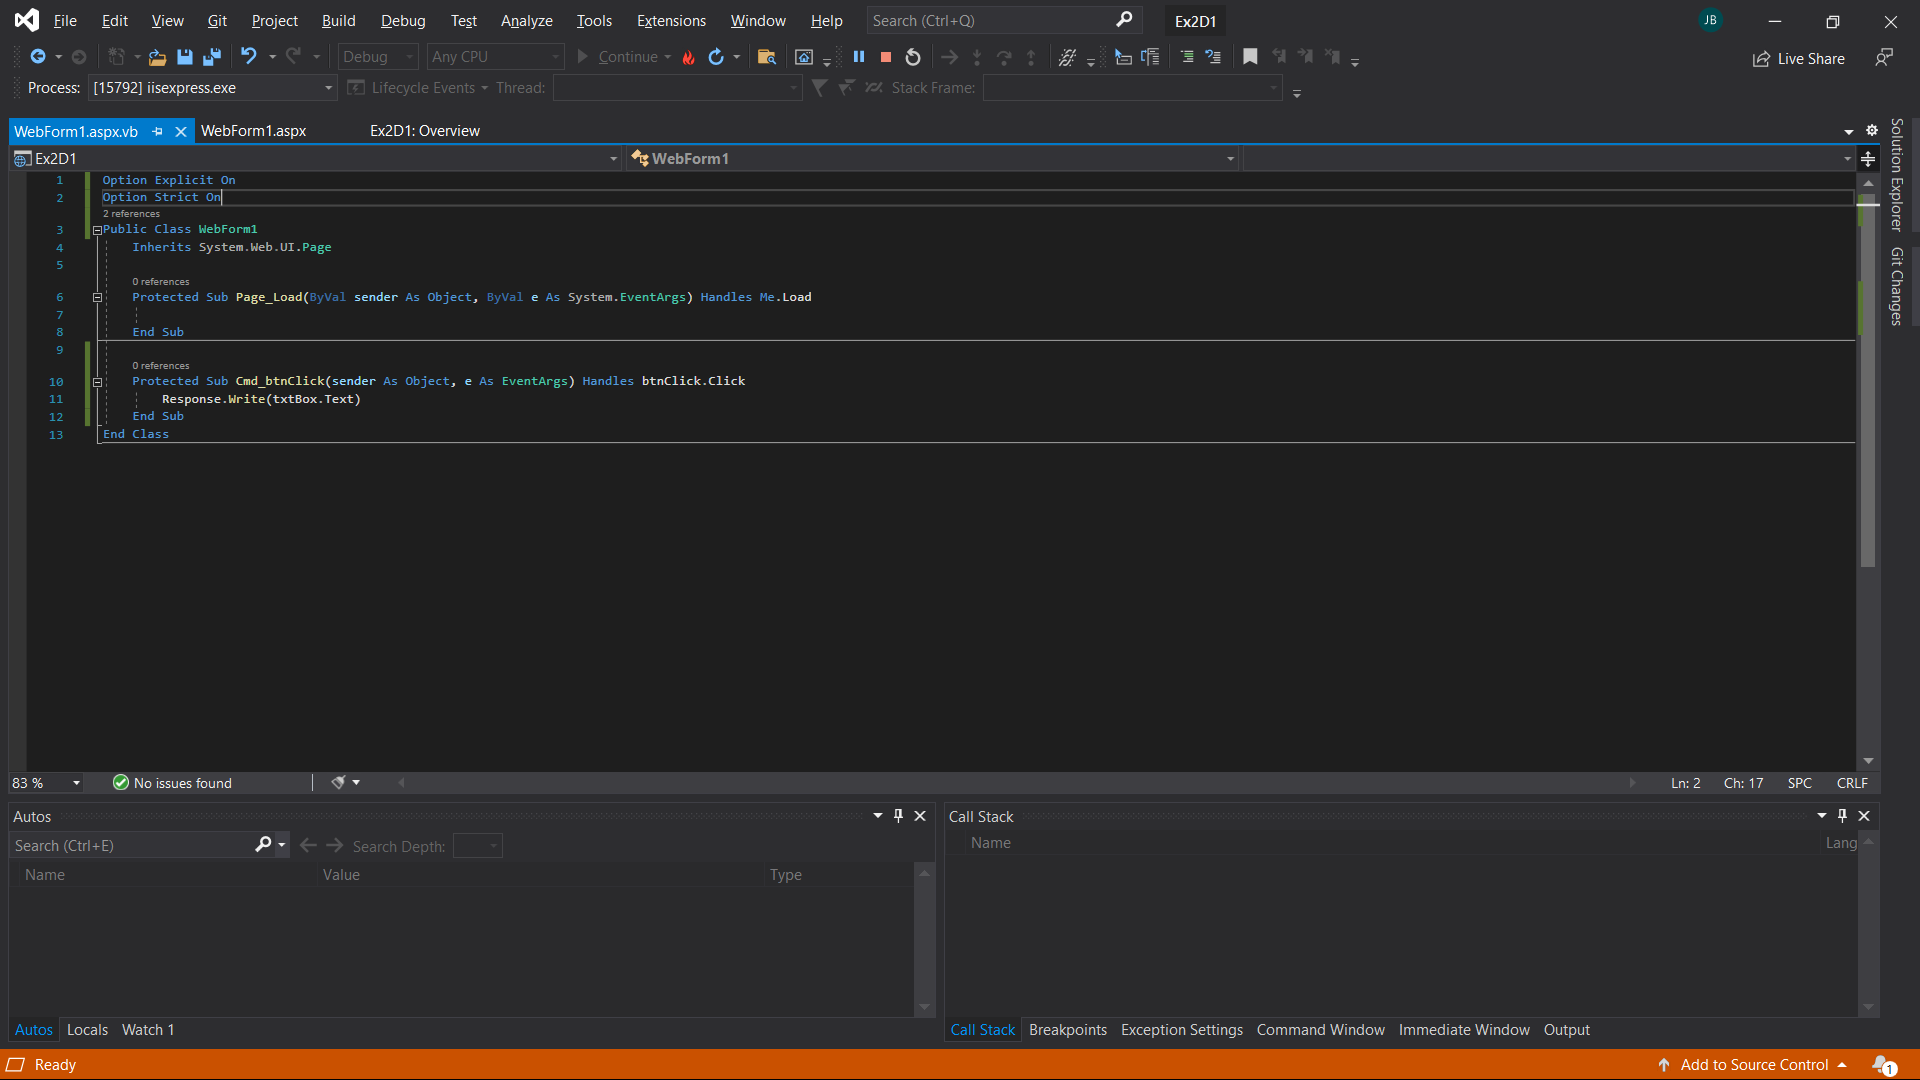 File Edit View Git Project Build Debug Test Analyze Tools Extensions Window Help Search (Ctrl+Q) Ex2D1 JB
Debug Any CPU Continue Live Share
Process: [15792] iisexpress.exe Lifecycle Events Thread: Stack Frame:
WebForm1.aspx.vb WebForm1.aspx Ex2D1: Overview
Ex2D1 WebForm1
Solution Explorer
Git Changes
1 Option Explicit On
2 Option Strict On
2 references
3 Public Class WebForm1
4 Inherits System.Web.UI.Page
5
0 references
6 Protected Sub Page_Load(ByVal sender As Object, ByVal e As System.EventArgs) Handles Me.Load
7
8 End Sub
9
0 references
10 Protected Sub Cmd_btnClick(sender As Object, e As EventArgs) Handles btnClick.Click
11 Response.Write(txtBox.Text)
12 End Sub
13 End Class
83 % No issues found Ln: 2 Ch: 17 SPC CRLF
Autos
Search (Ctrl+E) Search Depth:
Name Value Type
Autos Locals Watch 1
Call Stack
Name Lang
Call Stack Breakpoints Exception Settings Command Window Immediate Window Output
Ready Add to Source Control 1